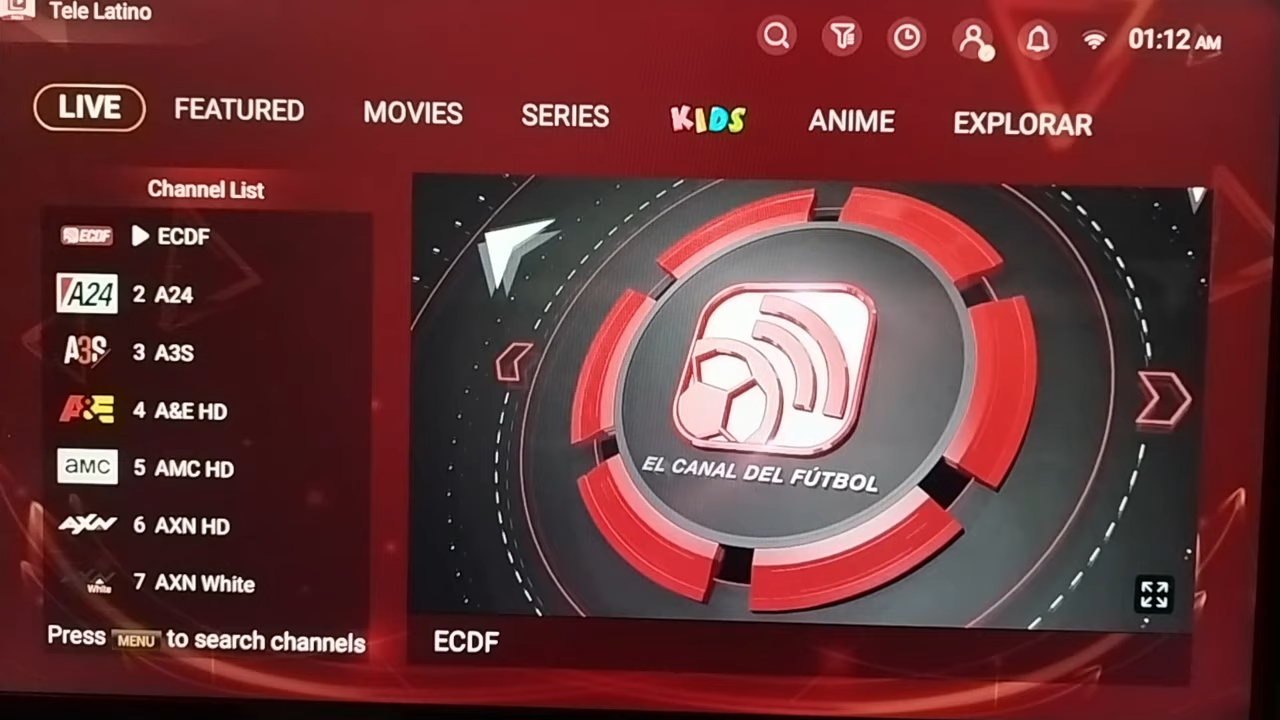 Tele Latino
01:12 AM
LIVE
FEATURED
MOVIES
SERIES
KIDS
ANIME
EXPLORAR
Channel List
ECDF
ECDF
A24
2 A24
A3S
3 A3S
A&E
4 A&E HD
aMC
5 AMC HD
AXN
6 AXN HD
White
7 AXN White
Press MENU to search channels
EL CANAL DEL FÚTBOL
ECDF